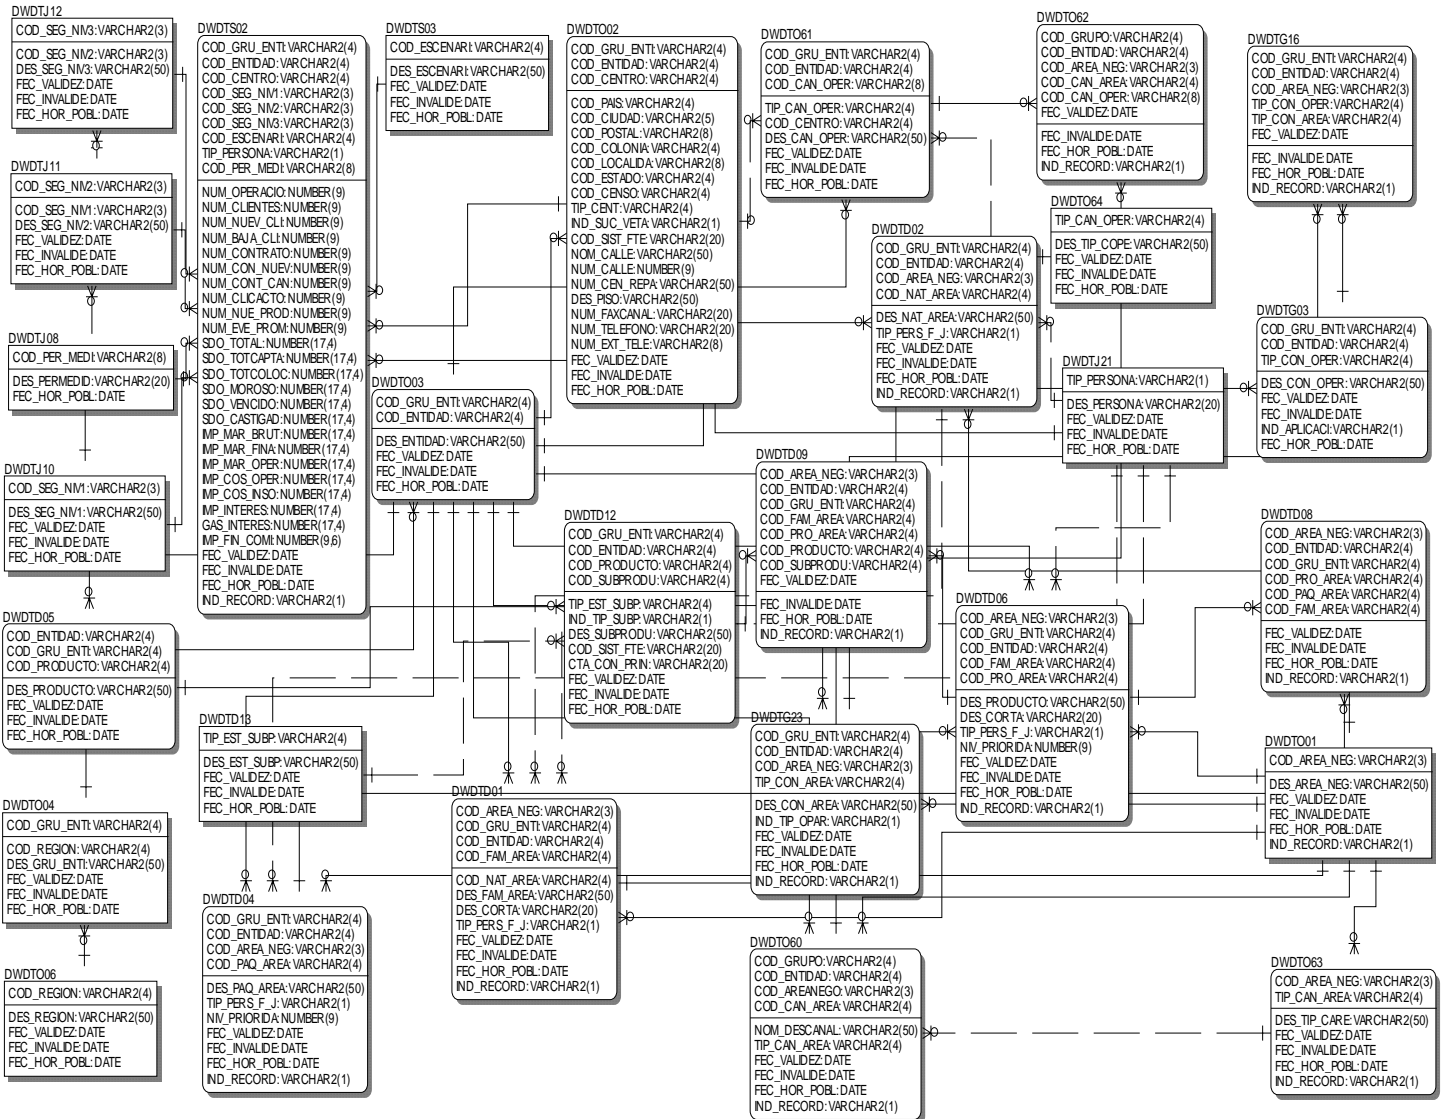 DWDTJ12
COD_SEG_NIV3:VARCHAR2(3)
COD_SEG_NIV2:VARCHAR2(3)
DES_SEG_NIV3:VARCHAR2(50)
FEC_VALIDEZ:DATE
FEC_INVALIDE:DATE
FEC_HOR_POBL:DATE
DWDTJ11
COD_SEG_NIV2:VARCHAR2(3)
COD_SEG_NIV1:VARCHAR2(3)
DES_SEG_NIV2:VARCHAR2(50)
FEC_VALIDEZ:DATE
FEC_INVALIDE:DATE
FEC_HOR_POBL:DATE
DWDTJ08
COD_PER_MEDI:VARCHAR2(8)
DES_PERMEDID:VARCHAR2(20)
FEC_HOR_POBL:DATE
DWDTJ10
COD_SEG_NIV1:VARCHAR2(3)
DES_SEG_NIV1:VARCHAR2(50)
FEC_VALIDEZ:DATE
FEC_INVALIDE:DATE
FEC_HOR_POBL:DATE
DWDTD05
COD_ENTIDAD:VARCHAR2(4)
COD_GRU_ENTI:VARCHAR2(4)
COD_PRODUCTO:VARCHAR2(4)
DES_PRODUCTO:VARCHAR2(50)
FEC_VALIDEZ:DATE
FEC_INVALIDE:DATE
FEC_HOR_POBL:DATE
DWDTO04
COD_GRU_ENTI:VARCHAR2(4)
COD_REGION:VARCHAR2(4)
DES_GRU_ENTI:VARCHAR2(50)
FEC_VALIDEZ:DATE
FEC_INVALIDE:DATE
FEC_HOR_POBL:DATE
DWDTO06
COD_REGION:VARCHAR2(4)
DES_REGION:VARCHAR2(50)
FEC_VALIDEZ:DATE
FEC_INVALIDE:DATE
FEC_HOR_POBL:DATE
DWDTS02
COD_GRU_ENTI:VARCHAR2(4)
COD_ENTIDAD:VARCHAR2(4)
COD_CENTRO:VARCHAR2(4)
COD_SEG_NIV1:VARCHAR2(3)
COD_SEG_NIV2:VARCHAR2(3)
COD_SEG_NIV3:VARCHAR2(3)
COD_ESCENARI:VARCHAR2(4)
TIP_PERSONA:VARCHAR2(1)
COD_PER_MEDI:VARCHAR2(8)
NUM_OPERACIO:NUMBER(9)
NUM_CLIENTES:NUMBER(9)
NUM_NUEV_CLI:NUMBER(9)
NUM_BAJA_CLI:NUMBER(9)
NUM_CONTRATO:NUMBER(9)
NUM_CON_NUEV:NUMBER(9)
NUM_CONT_CAN:NUMBER(9)
NUM_CLICACTO:NUMBER(9)
NUM_NUE_PROD:NUMBER(9)
NUM_EVE_PROM:NUMBER(9)
SDO_TOTAL:NUMBER(17,4)
SDO_TOTCAPTA:NUMBER(17,4)
SDO_TOTCOLOC:NUMBER(17,4)
SDO_MOROSO:NUMBER(17,4)
SDO_VENCIDO:NUMBER(17,4)
SDO_CASTIGAD:NUMBER(17,4)
IMP_MAR_BRUT:NUMBER(17,4)
IMP_MAR_FINA:NUMBER(17,4)
IMP_MAR_OPER:NUMBER(17,4)
IMP_COS_OPER:NUMBER(17,4)
IMP_COS_INSO:NUMBER(17,4)
IMP_INTERES:NUMBER(17,4)
GAS_INTERES:NUMBER(17,4)
IMP_FIN_COMI:NUMBER(9,6)
FEC_VALIDEZ:DATE
FEC_INVALIDE:DATE
FEC_HOR_POBL:DATE
IND_RECORD:VARCHAR2(1)
DWDTD13
TIP_EST_SUBP:VARCHAR2(4)
DES_EST_SUBP:VARCHAR2(50)
FEC_VALIDEZ:DATE
FEC_INVALIDE:DATE
FEC_HOR_POBL:DATE
DWDTD04
COD_GRU_ENTI:VARCHAR2(4)
COD_ENTIDAD:VARCHAR2(4)
COD_AREA_NEG:VARCHAR2(3)
COD_PAQ_AREA:VARCHAR2(4)
DES_PAQ_AREA:VARCHAR2(50)
TIP_PERS_F_J:VARCHAR2(1)
NIV_PRIORIDA:NUMBER(9)
FEC_VALIDEZ:DATE
FEC_INVALIDE:DATE
FEC_HOR_POBL:DATE
IND_RECORD:VARCHAR2(1)
DWDTS03
COD_ESCENARI:VARCHAR2(4)
DES_ESCENARI:VARCHAR2(50)
FEC_VALIDEZ:DATE
FEC_INVALIDE:DATE
FEC_HOR_POBL:DATE
DWDTO03
COD_GRU_ENTI:VARCHAR2(4)
COD_ENTIDAD:VARCHAR2(4)
DES_ENTIDAD:VARCHAR2(50)
FEC_VALIDEZ:DATE
FEC_INVALIDE:DATE
FEC_HOR_POBL:DATE
DWDTD01
COD_AREA_NEG:VARCHAR2(3)
COD_GRU_ENTI:VARCHAR2(4)
COD_ENTIDAD:VARCHAR2(4)
COD_FAM_AREA:VARCHAR2(4)
COD_NAT_AREA:VARCHAR2(4)
DES_FAM_AREA:VARCHAR2(50)
DES_CORTA:VARCHAR2(20)
TIP_PERS_F_J:VARCHAR2(1)
FEC_VALIDEZ:DATE
FEC_INVALIDE:DATE
FEC_HOR_POBL:DATE
IND_RECORD:VARCHAR2(1)
DWDTO02
COD_GRU_ENTI:VARCHAR2(4)
COD_ENTIDAD:VARCHAR2(4)
COD_CENTRO:VARCHAR2(4)
COD_PAIS:VARCHAR2(4)
COD_CIUDAD:VARCHAR2(5)
COD_POSTAL:VARCHAR2(8)
COD_COLONIA:VARCHAR2(4)
COD_LOCALIDA:VARCHAR2(8)
COD_ESTADO:VARCHAR2(4)
COD_CENSO:VARCHAR2(4)
TIP_CENT:VARCHAR2(4)
IND_SUC_VETA:VARCHAR2(1)
COD_SIST_FTE:VARCHAR2(20)
NOM_CALLE:VARCHAR2(50)
NUM_CALLE:NUMBER(9)
NUM_CEN_REPA:VARCHAR2(50)
DES_PISO:VARCHAR2(50)
NUM_FAXCANAL:VARCHAR2(20)
NUM_TELEFONO:VARCHAR2(20)
NUM_EXT_TELE:VARCHAR2(8)
FEC_VALIDEZ:DATE
FEC_INVALIDE:DATE
FEC_HOR_POBL:DATE
DWDTD12
COD_GRU_ENTI:VARCHAR2(4)
COD_ENTIDAD:VARCHAR2(4)
COD_PRODUCTO:VARCHAR2(4)
COD_SUBPRODU:VARCHAR2(4)
TIP_EST_SUBP:VARCHAR2(4)
IND_TIP_SUBP:VARCHAR2(1)
DES_SUBPRODU:VARCHAR2(50)
COD_SIST_FTE:VARCHAR2(20)
CTA_CON_PRIN:VARCHAR2(20)
FEC_VALIDEZ:DATE
FEC_INVALIDE:DATE
FEC_HOR_POBL:DATE
DWDTO61
COD_GRU_ENTI:VARCHAR2(4)
COD_ENTIDAD:VARCHAR2(4)
COD_CAN_OPER:VARCHAR2(8)
TIP_CAN_OPER:VARCHAR2(4)
COD_CENTRO:VARCHAR2(4)
DES_CAN_OPER:VARCHAR2(50)
FEC_VALIDEZ:DATE
FEC_INVALIDE:DATE
FEC_HOR_POBL:DATE
DWDTD02
COD_GRU_ENTI:VARCHAR2(4)
COD_ENTIDAD:VARCHAR2(4)
COD_AREA_NEG:VARCHAR2(3)
COD_NAT_AREA:VARCHAR2(4)
DES_NAT_AREA:VARCHAR2(50)
TIP_PERS_F_J:VARCHAR2(1)
FEC_VALIDEZ:DATE
FEC_INVALIDE:DATE
FEC_HOR_POBL:DATE
IND_RECORD:VARCHAR2(1)
DWDTD09
COD_AREA_NEG:VARCHAR2(3)
COD_ENTIDAD:VARCHAR2(4)
COD_GRU_ENTI:VARCHAR2(4)
COD_FAM_AREA:VARCHAR2(4)
COD_PRO_AREA:VARCHAR2(4)
COD_PRODUCTO:VARCHAR2(4)
COD_SUBPRODU:VARCHAR2(4)
FEC_VALIDEZ:DATE
FEC_INVALIDE:DATE
FEC_HOR_POBL:DATE
IND_RECORD:VARCHAR2(1)
DWDTG23
COD_GRU_ENTI:VARCHAR2(4)
COD_ENTIDAD:VARCHAR2(4)
COD_AREA_NEG:VARCHAR2(3)
TIP_CON_AREA:VARCHAR2(4)
DES_CON_AREA:VARCHAR2(50)
IND_TIP_OPAR:VARCHAR2(1)
FEC_VALIDEZ:DATE
FEC_INVALIDE:DATE
FEC_HOR_POBL:DATE
IND_RECORD:VARCHAR2(1)
DWDTO60
COD_GRUPO:VARCHAR2(4)
COD_ENTIDAD:VARCHAR2(4)
COD_AREANEGO:VARCHAR2(3)
COD_CAN_AREA:VARCHAR2(4)
NOM_DESCANAL:VARCHAR2(50)
TIP_CAN_AREA:VARCHAR2(4)
FEC_VALIDEZ:DATE
FEC_INVALIDE:DATE
FEC_HOR_POBL:DATE
IND_RECORD:VARCHAR2(1)
DWDTO62
COD_GRUPO:VARCHAR2(4)
COD_ENTIDAD:VARCHAR2(4)
COD_AREA_NEG:VARCHAR2(3)
COD_CAN_AREA:VARCHAR2(4)
COD_CAN_OPER:VARCHAR2(8)
FEC_VALIDEZ:DATE
FEC_INVALIDE:DATE
FEC_HOR_POBL:DATE
IND_RECORD:VARCHAR2(1)
DWDTO64
TIP_CAN_OPER:VARCHAR2(4)
DES_TIP_COPE:VARCHAR2(50)
FEC_VALIDEZ:DATE
FEC_INVALIDE:DATE
FEC_HOR_POBL:DATE
DWDTJ21
TIP_PERSONA:VARCHAR2(1)
DES_PERSONA:VARCHAR2(20)
FEC_VALIDEZ:DATE
FEC_INVALIDE:DATE
FEC_HOR_POBL:DATE
DWDTD06
COD_AREA_NEG:VARCHAR2(3)
COD_GRU_ENTI:VARCHAR2(4)
COD_ENTIDAD:VARCHAR2(4)
COD_FAM_AREA:VARCHAR2(4)
COD_PRO_AREA:VARCHAR2(4)
DES_PRODUCTO:VARCHAR2(50)
DES_CORTA:VARCHAR2(20)
TIP_PERS_F_J:VARCHAR2(1)
NIV_PRIORIDA:NUMBER(9)
FEC_VALIDEZ:DATE
FEC_INVALIDE:DATE
FEC_HOR_POBL:DATE
IND_RECORD:VARCHAR2(1)
DWDTG16
COD_GRU_ENTI:VARCHAR2(4)
COD_ENTIDAD:VARCHAR2(4)
COD_AREA_NEG:VARCHAR2(3)
TIP_CON_OPER:VARCHAR2(4)
TIP_CON_AREA:VARCHAR2(4)
FEC_VALIDEZ:DATE
FEC_INVALIDE:DATE
FEC_HOR_POBL:DATE
IND_RECORD:VARCHAR2(1)
DWDTG03
COD_GRU_ENTI:VARCHAR2(4)
COD_ENTIDAD:VARCHAR2(4)
TIP_CON_OPER:VARCHAR2(4)
DES_CON_OPER:VARCHAR2(50)
FEC_VALIDEZ:DATE
FEC_INVALIDE:DATE
IND_APLICACI:VARCHAR2(1)
FEC_HOR_POBL:DATE
DWDTD08
COD_AREA_NEG:VARCHAR2(3)
COD_ENTIDAD:VARCHAR2(4)
COD_GRU_ENTI:VARCHAR2(4)
COD_PRO_AREA:VARCHAR2(4)
COD_PAQ_AREA:VARCHAR2(4)
COD_FAM_AREA:VARCHAR2(4)
FEC_VALIDEZ:DATE
FEC_INVALIDE:DATE
FEC_HOR_POBL:DATE
IND_RECORD:VARCHAR2(1)
DWDTO01
COD_AREA_NEG:VARCHAR2(3)
DES_AREA_NEG:VARCHAR2(50)
FEC_VALIDEZ:DATE
FEC_INVALIDE:DATE
FEC_HOR_POBL:DATE
IND_RECORD:VARCHAR2(1)
DWDTO63
COD_AREA_NEG:VARCHAR2(3)
TIP_CAN_AREA:VARCHAR2(4)
DES_TIP_CARE:VARCHAR2(50)
FEC_VALIDEZ:DATE
FEC_INVALIDE:DATE
FEC_HOR_POBL:DATE
IND_RECORD:VARCHAR2(1)